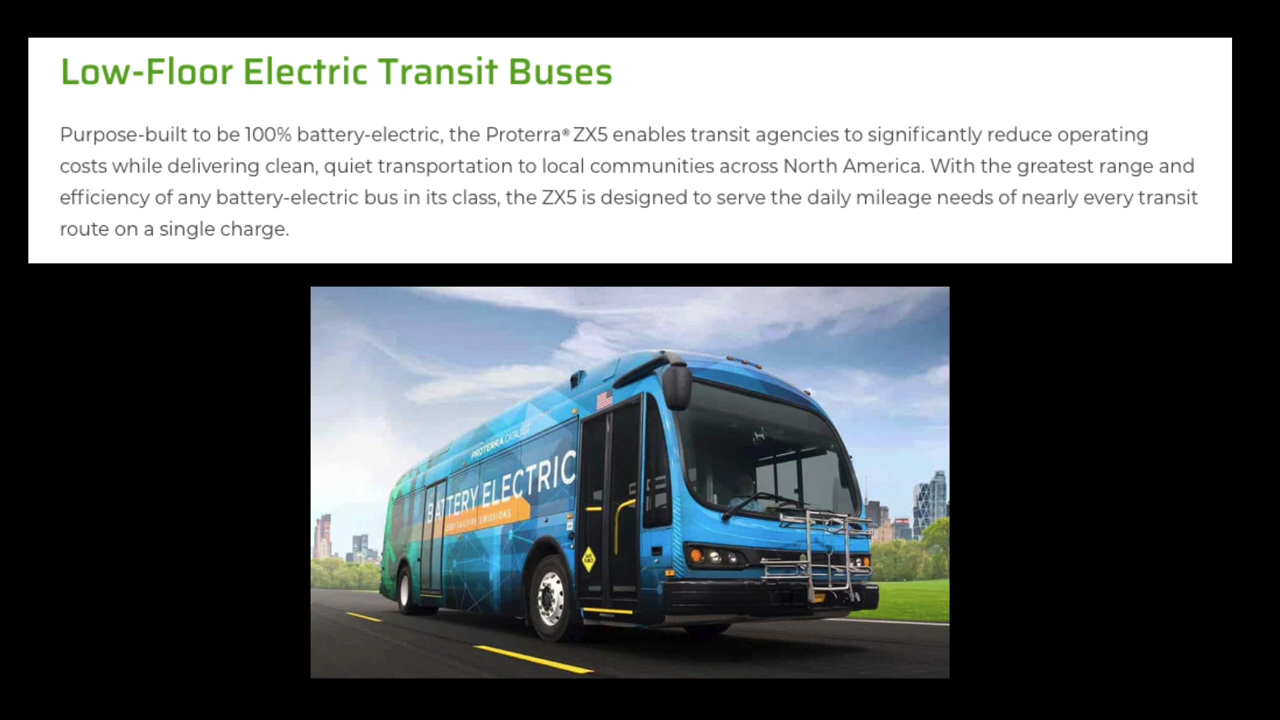 Low-Floor Electric Transit Buses
Purpose-built to be 100% battery-electric, the Proterra® ZX5 enables transit agencies to significantly reduce operating
costs while delivering clean, quiet transportation to local communities across North America. With the greatest range and
efficiency of any battery-electric bus in its class, the ZX5 is designed to serve the daily mileage needs of nearly every transit
route on a single charge.
PROTERRA CATALYST
BATTERY ELECTRIC
ZERO TAILPIPE EMISSIONS